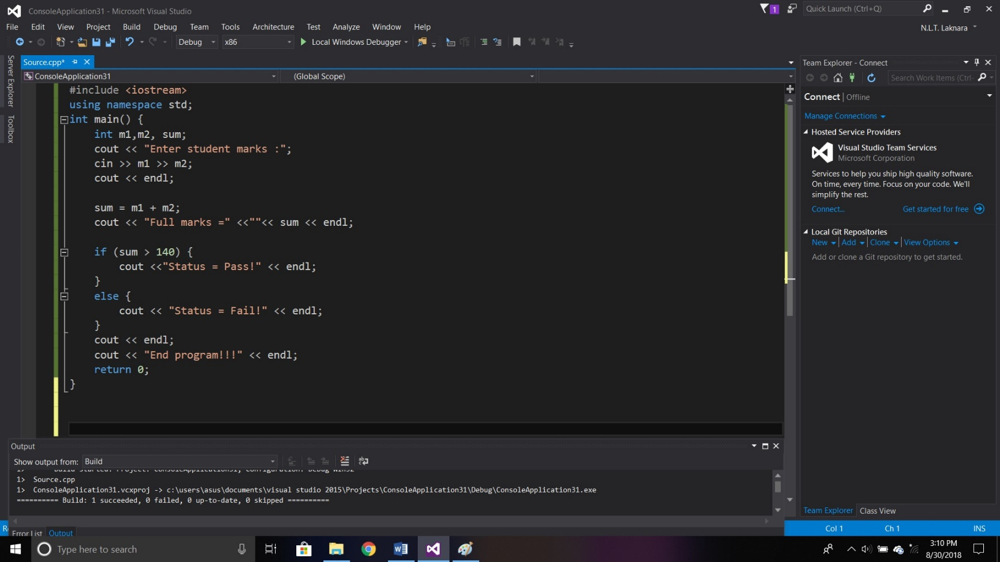 ConsoleApplication31 - Microsoft Visual Studio
1
Quick Launch (Ctrl+Q)
File Edit View Project Build Debug Team Tools Architecture Test Analyze Window Help
N.L.T. Laknara
Debug x86 Local Windows Debugger
Server Explorer
Toolbox
Source.cpp*
ConsoleApplication31 (Global Scope)
#include <iostream>
using namespace std;
int main() {
int m1,m2, sum;
cout << "Enter student marks :";
cin >> m1 >> m2;
cout << endl;
sum = m1 + m2;
cout << "Full marks =" <<""<< sum << endl;
if (sum > 140) {
cout <<"Status = Pass!" << endl;
}
else {
cout << "Status = Fail!" << endl;
}
cout << endl;
cout << "End program!!!" << endl;
return 0;
}
Team Explorer - Connect
Search Work Items (Ctrl-
Connect | Offline
Manage Connections
Hosted Service Providers
Visual Studio Team Services
Microsoft Corporation
Services to help you ship high quality software.
On time, every time. Focus on your code. We'll
simplify the rest.
Connect... Get started for free
Local Git Repositories
New Add Clone View Options
Add or clone a Git repository to get started.
Team Explorer Class View
Output
Show output from: Build
1> Source.cpp
1> ConsoleApplication31.vcxproj -> c:\users\asus\documents\visual studio 2015\Projects\ConsoleApplication31\Debug\ConsoleApplication31.exe
========== Build: 1 succeeded, 0 failed, 0 up-to-date, 0 skipped ==========
Error List Output
Col 1 Ch 1 INS
Type here to search
3:10 PM
8/30/2018